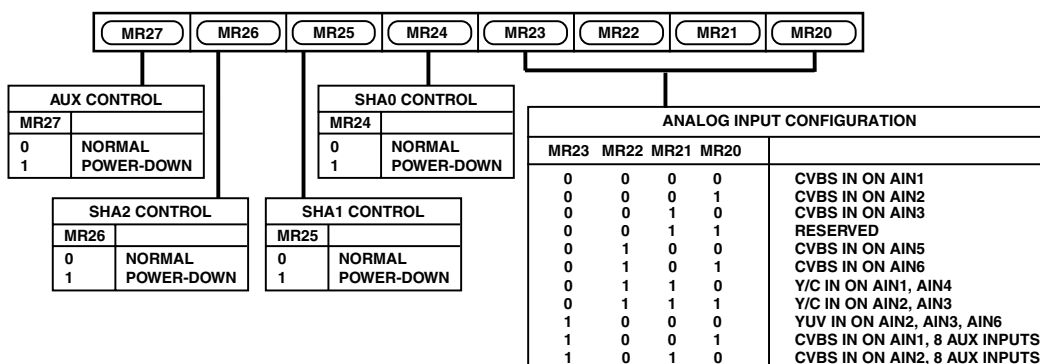 MR27 MR26 MR25 MR24 MR23 MR22 MR21 MR20
AUX CONTROL
MR27
0 NORMAL
1 POWER-DOWN
SHA0 CONTROL
MR24
0 NORMAL
1 POWER-DOWN
SHA2 CONTROL
MR26
0 NORMAL
1 POWER-DOWN
SHA1 CONTROL
MR25
0 NORMAL
1 POWER-DOWN
ANALOG INPUT CONFIGURATION
MR23 MR22 MR21 MR20
0 0 0 0 CVBS IN ON AIN1
0 0 0 1 CVBS IN ON AIN2
0 0 1 0 CVBS IN ON AIN3
0 0 1 1 RESERVED
0 1 0 0 CVBS IN ON AIN5
0 1 0 1 CVBS IN ON AIN6
0 1 1 0 Y/C IN ON AIN1, AIN4
0 1 1 1 Y/C IN ON AIN2, AIN3
1 0 0 0 YUV IN ON AIN2, AIN3, AIN6
1 0 0 1 CVBS IN ON AIN1, 8 AUX INPUTS
1 0 1 0 CVBS IN ON AIN2, 8 AUX INPUTS